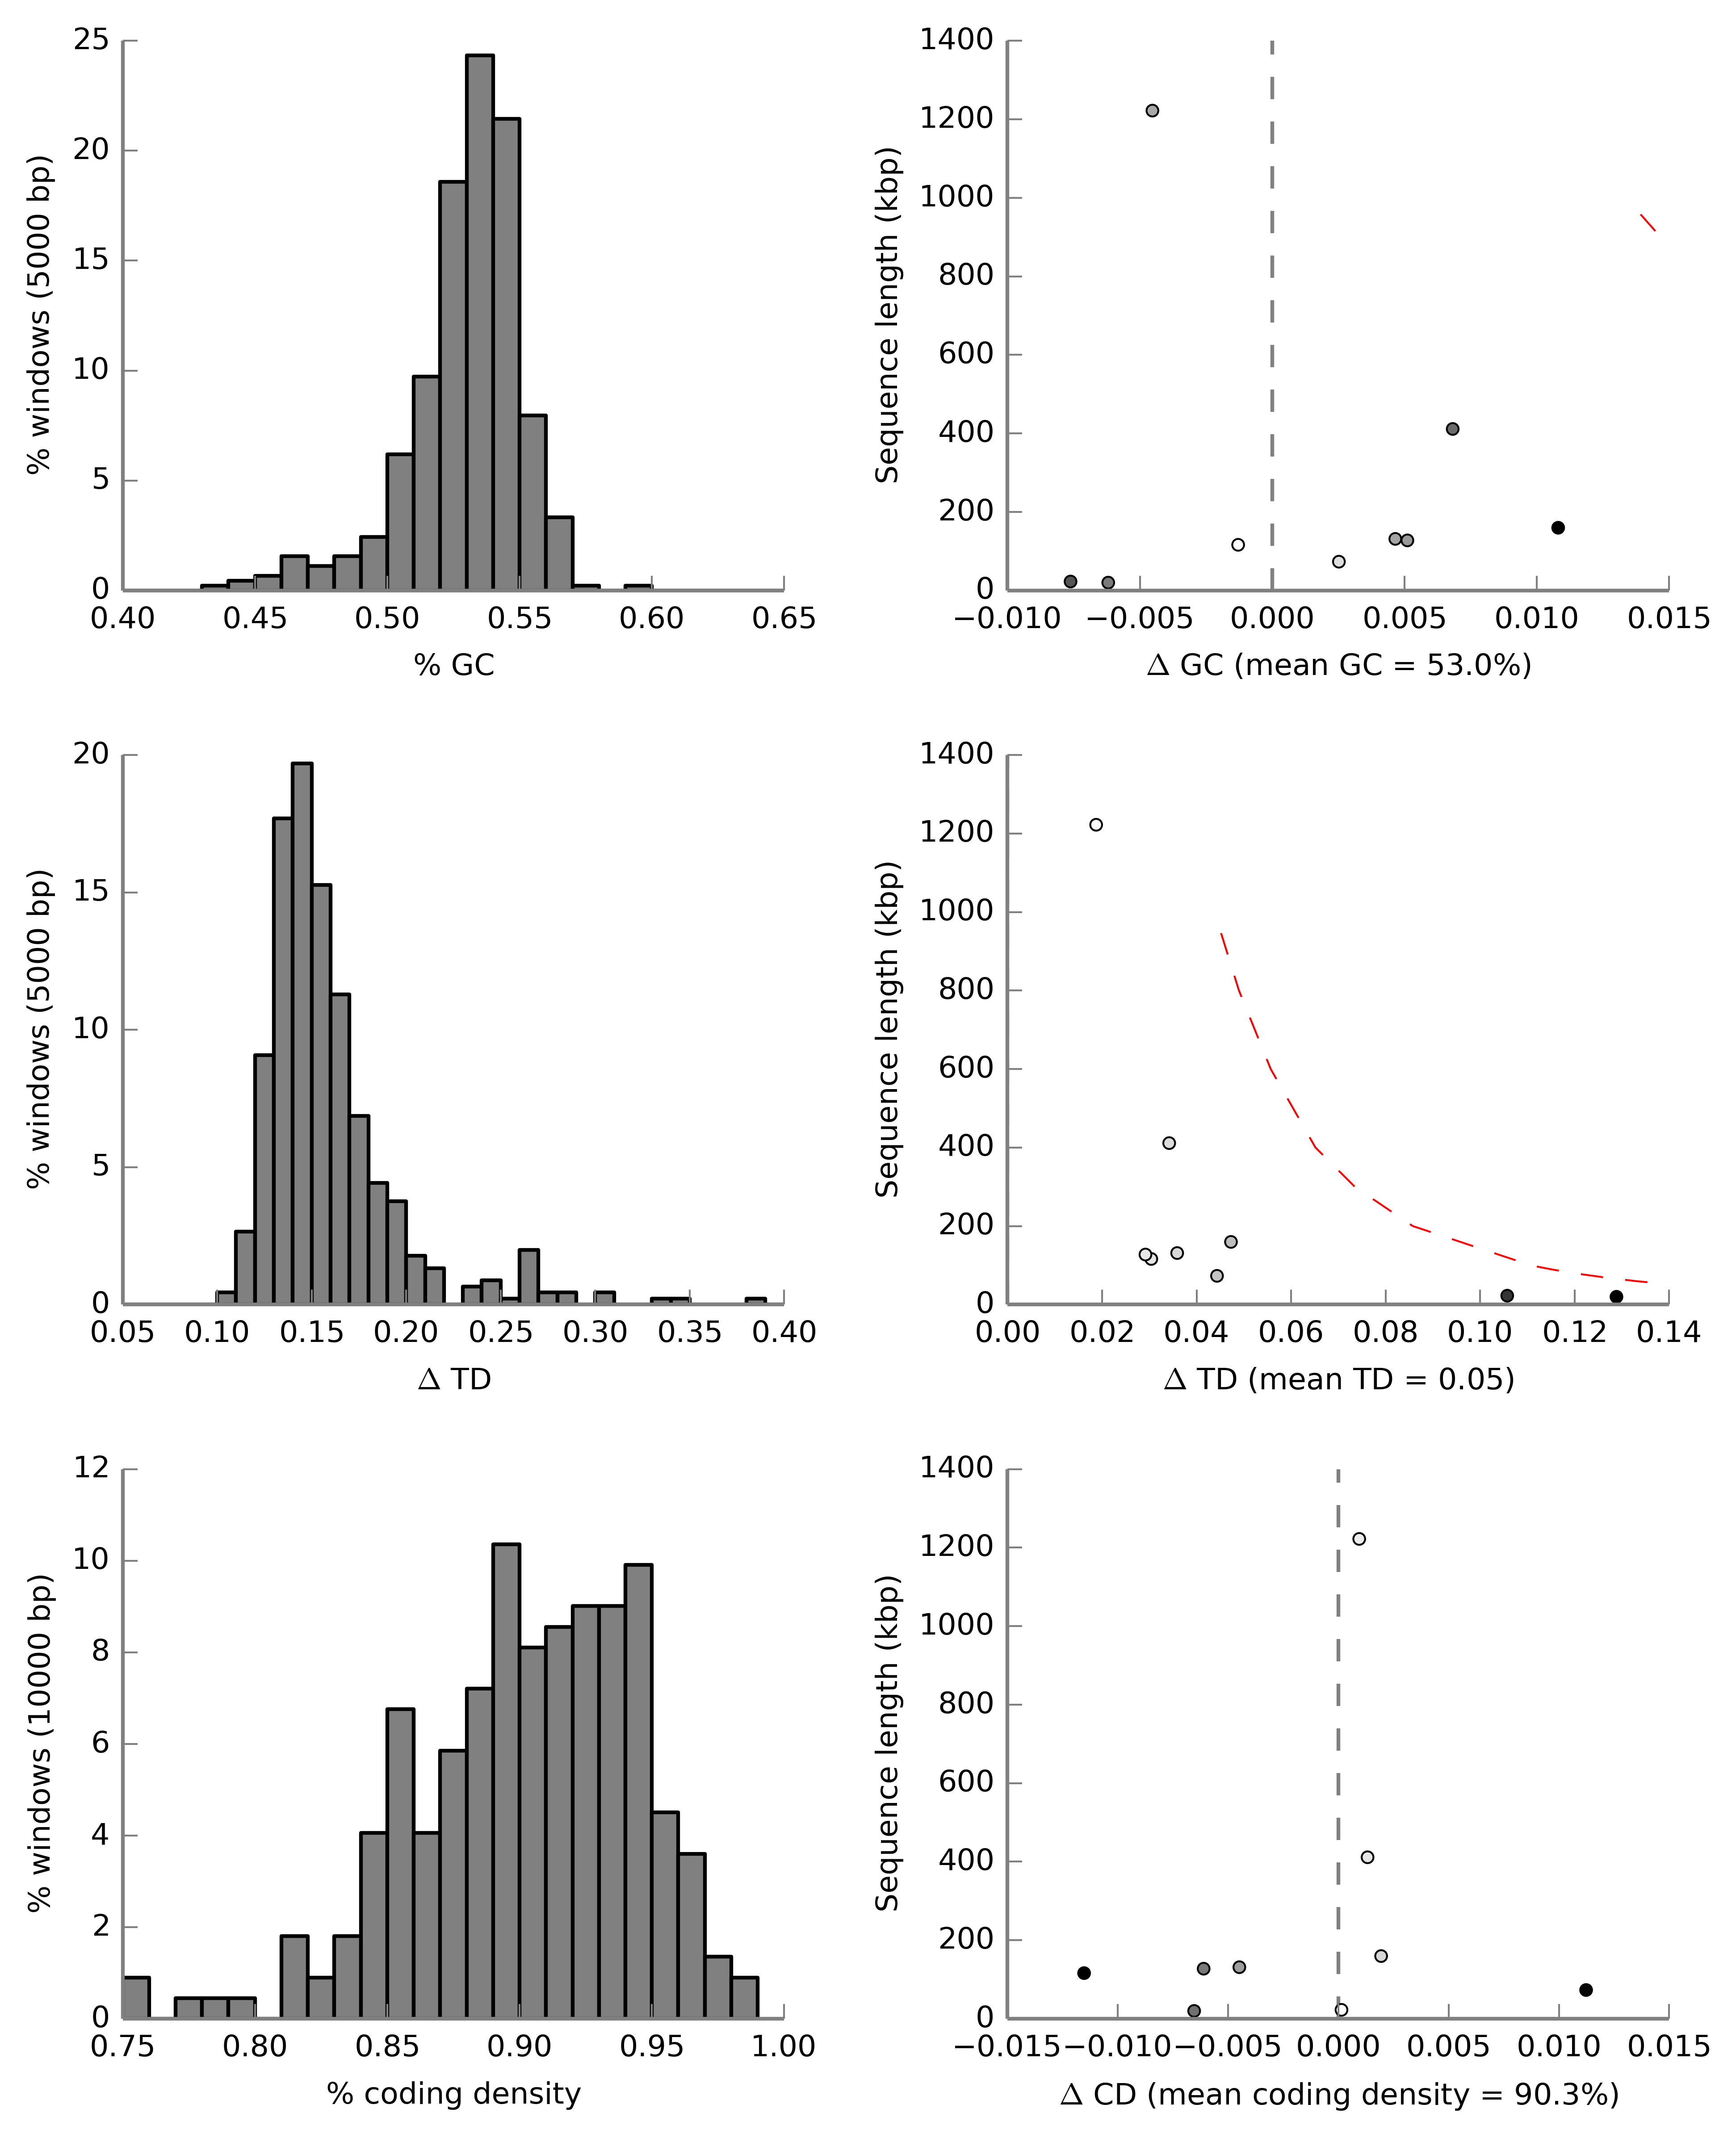 25
20
15
10
5
0
0.40 0.45 0.50 0.55 0.60 0.65
% GC
% windows (5000 bp)
1400
1200
1000
800
600
400
200
0
−0.010 −0.005 0.000 0.005 0.010 0.015
Δ GC (mean GC = 53.0%)
Sequence length (kbp)
20
15
10
5
0
0.05 0.10 0.15 0.20 0.25 0.30 0.35 0.40
Δ TD
% windows (5000 bp)
1400
1200
1000
800
600
400
200
0
0.00 0.02 0.04 0.06 0.08 0.10 0.12 0.14
Δ TD (mean TD = 0.05)
Sequence length (kbp)
12
10
8
6
4
2
0
0.75 0.80 0.85 0.90 0.95 1.00
% coding density
% windows (10000 bp)
1400
1200
1000
800
600
400
200
0
−0.015 −0.010 −0.005 0.000 0.005 0.010 0.015
Δ CD (mean coding density = 90.3%)
Sequence length (kbp)